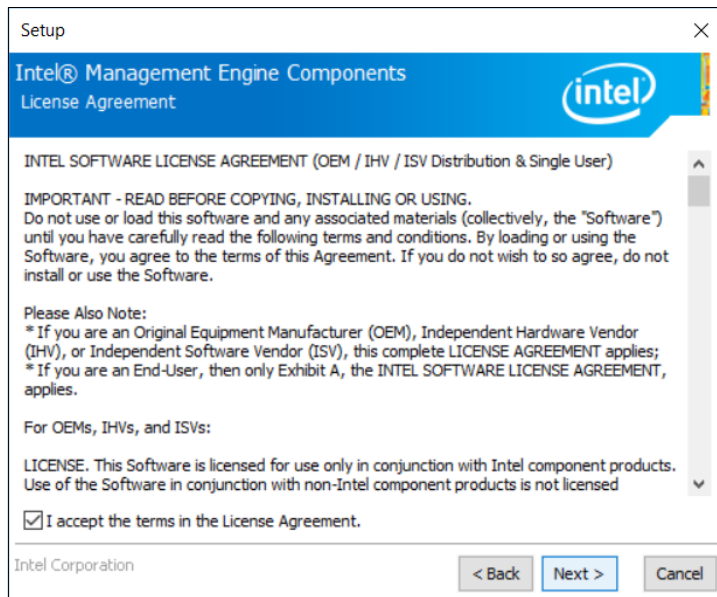 Setup
Intel® Management Engine Components
License Agreement
intel
INTEL SOFTWARE LICENSE AGREEMENT (OEM / IHV / ISV Distribution & Single User)
IMPORTANT - READ BEFORE COPYING, INSTALLING OR USING.
Do not use or load this software and any associated materials (collectively, the "Software")
until you have carefully read the following terms and conditions. By loading or using the
Software, you agree to the terms of this Agreement. If you do not wish to so agree, do not
install or use the Software.
Please Also Note:
* If you are an Original Equipment Manufacturer (OEM), Independent Hardware Vendor
(IHV), or Independent Software Vendor (ISV), this complete LICENSE AGREEMENT applies;
* If you are an End-User, then only Exhibit A, the INTEL SOFTWARE LICENSE AGREEMENT,
applies.
For OEMs, IHVs, and ISVs:
LICENSE. This Software is licensed for use only in conjunction with Intel component products.
Use of the Software in conjunction with non-Intel component products is not licensed
I accept the terms in the License Agreement.
Intel Corporation
< Back
Next >
Cancel